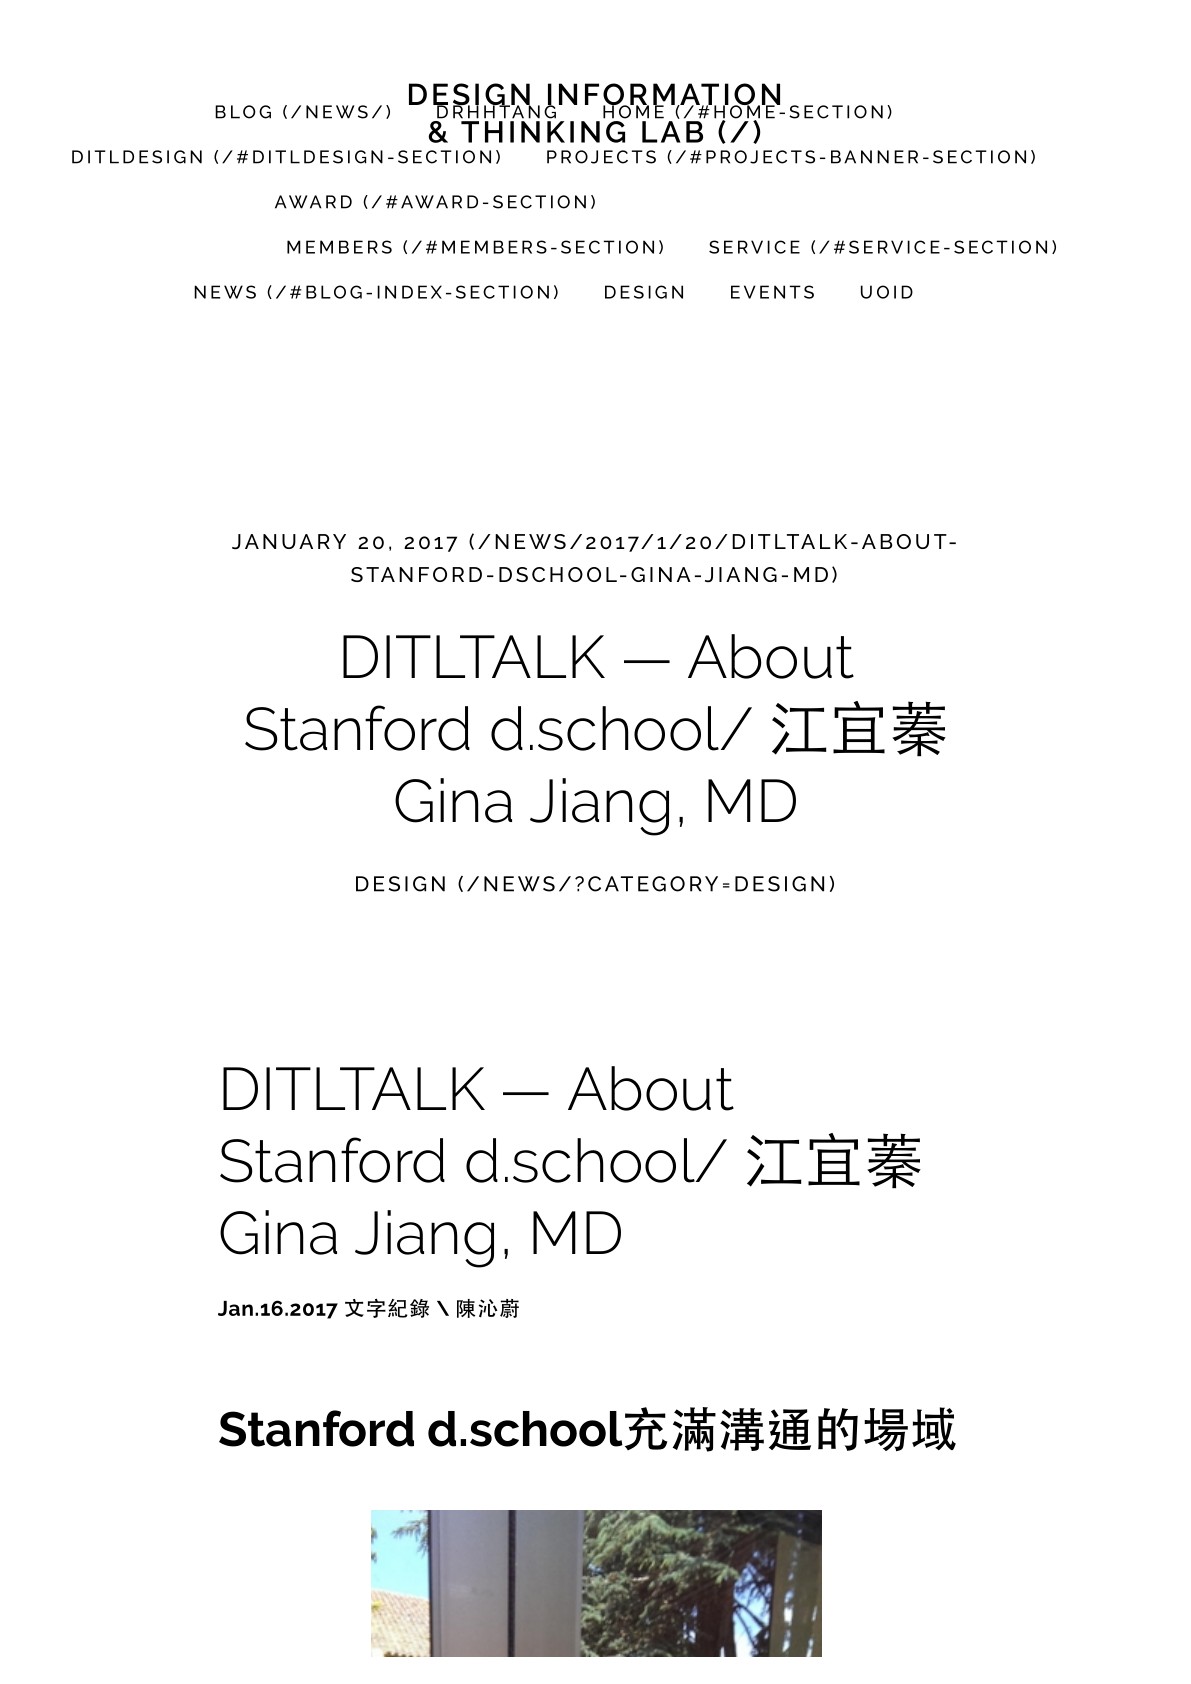 DESIGN INFORMATION
& THINKING LAB (/)
BLOG (/NEWS/) DRHHTANG HOME (/#HOME-SECTION)
DITLDESIGN (/#DITLDESIGN-SECTION) PROJECTS (/#PROJECTS-BANNER-SECTION)
AWARD (/#AWARD-SECTION)
MEMBERS (/#MEMBERS-SECTION) SERVICE (/#SERVICE-SECTION)
NEWS (/#BLOG-INDEX-SECTION) DESIGN EVENTS UOID
JANUARY 20, 2017 (/NEWS/2017/1/20/DITLTALK-ABOUT-
STANFORD-DSCHOOL-GINA-JIANG-MD)
DITLTALK — About
Stanford d.school/ 江宜蓁
Gina Jiang, MD
DESIGN (/NEWS/?CATEGORY=DESIGN)
DITLTALK — About
Stanford d.school/ 江宜蓁
Gina Jiang, MD
Jan.16.2017 文字紀錄 \ 陳沁蔚
Stanford d.school充滿溝通的場域